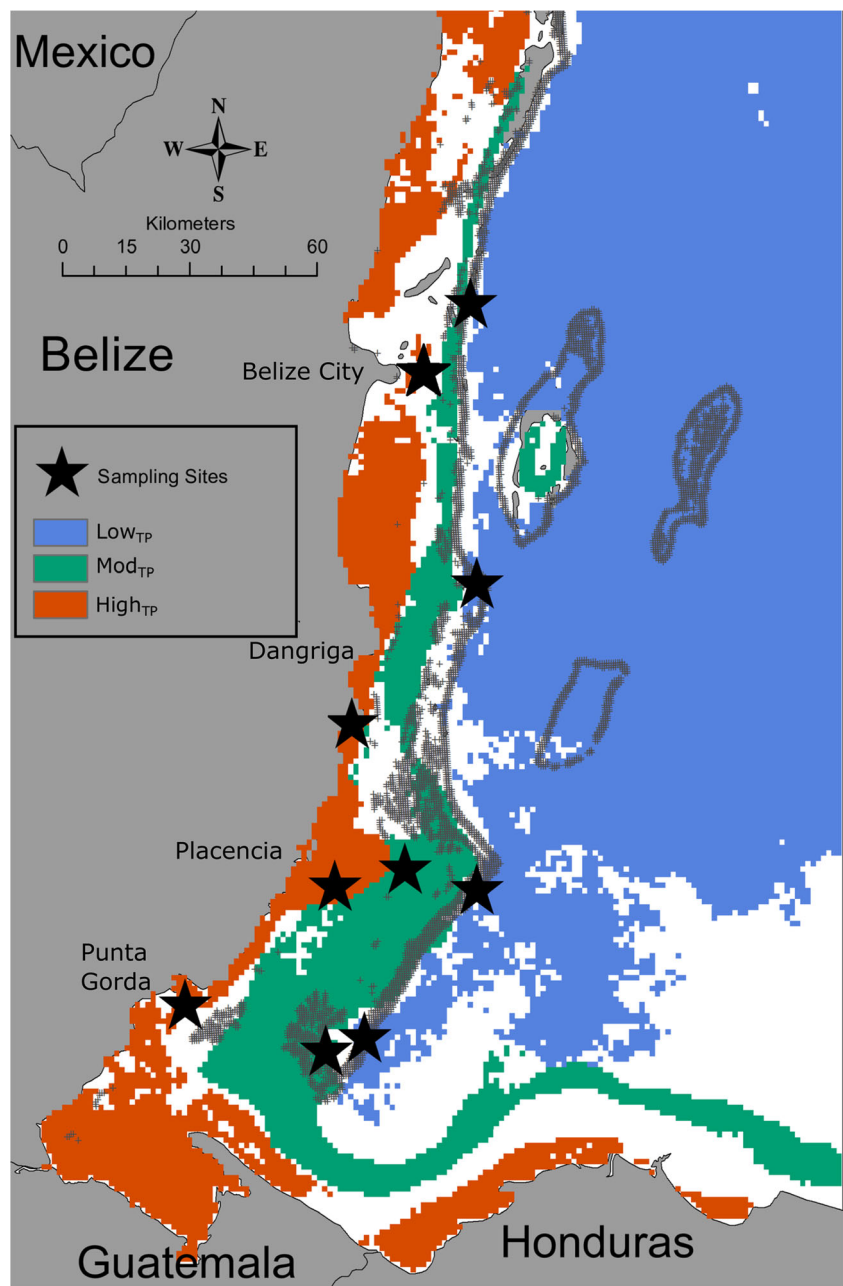 Mexico
N
W E
S
Kilometers
0 15 30 60
Belize
Belize City
Sampling Sites
LowTP
ModTP
HighTP
Dangriga
Placencia
Punta
Gorda
Honduras
Guatemala